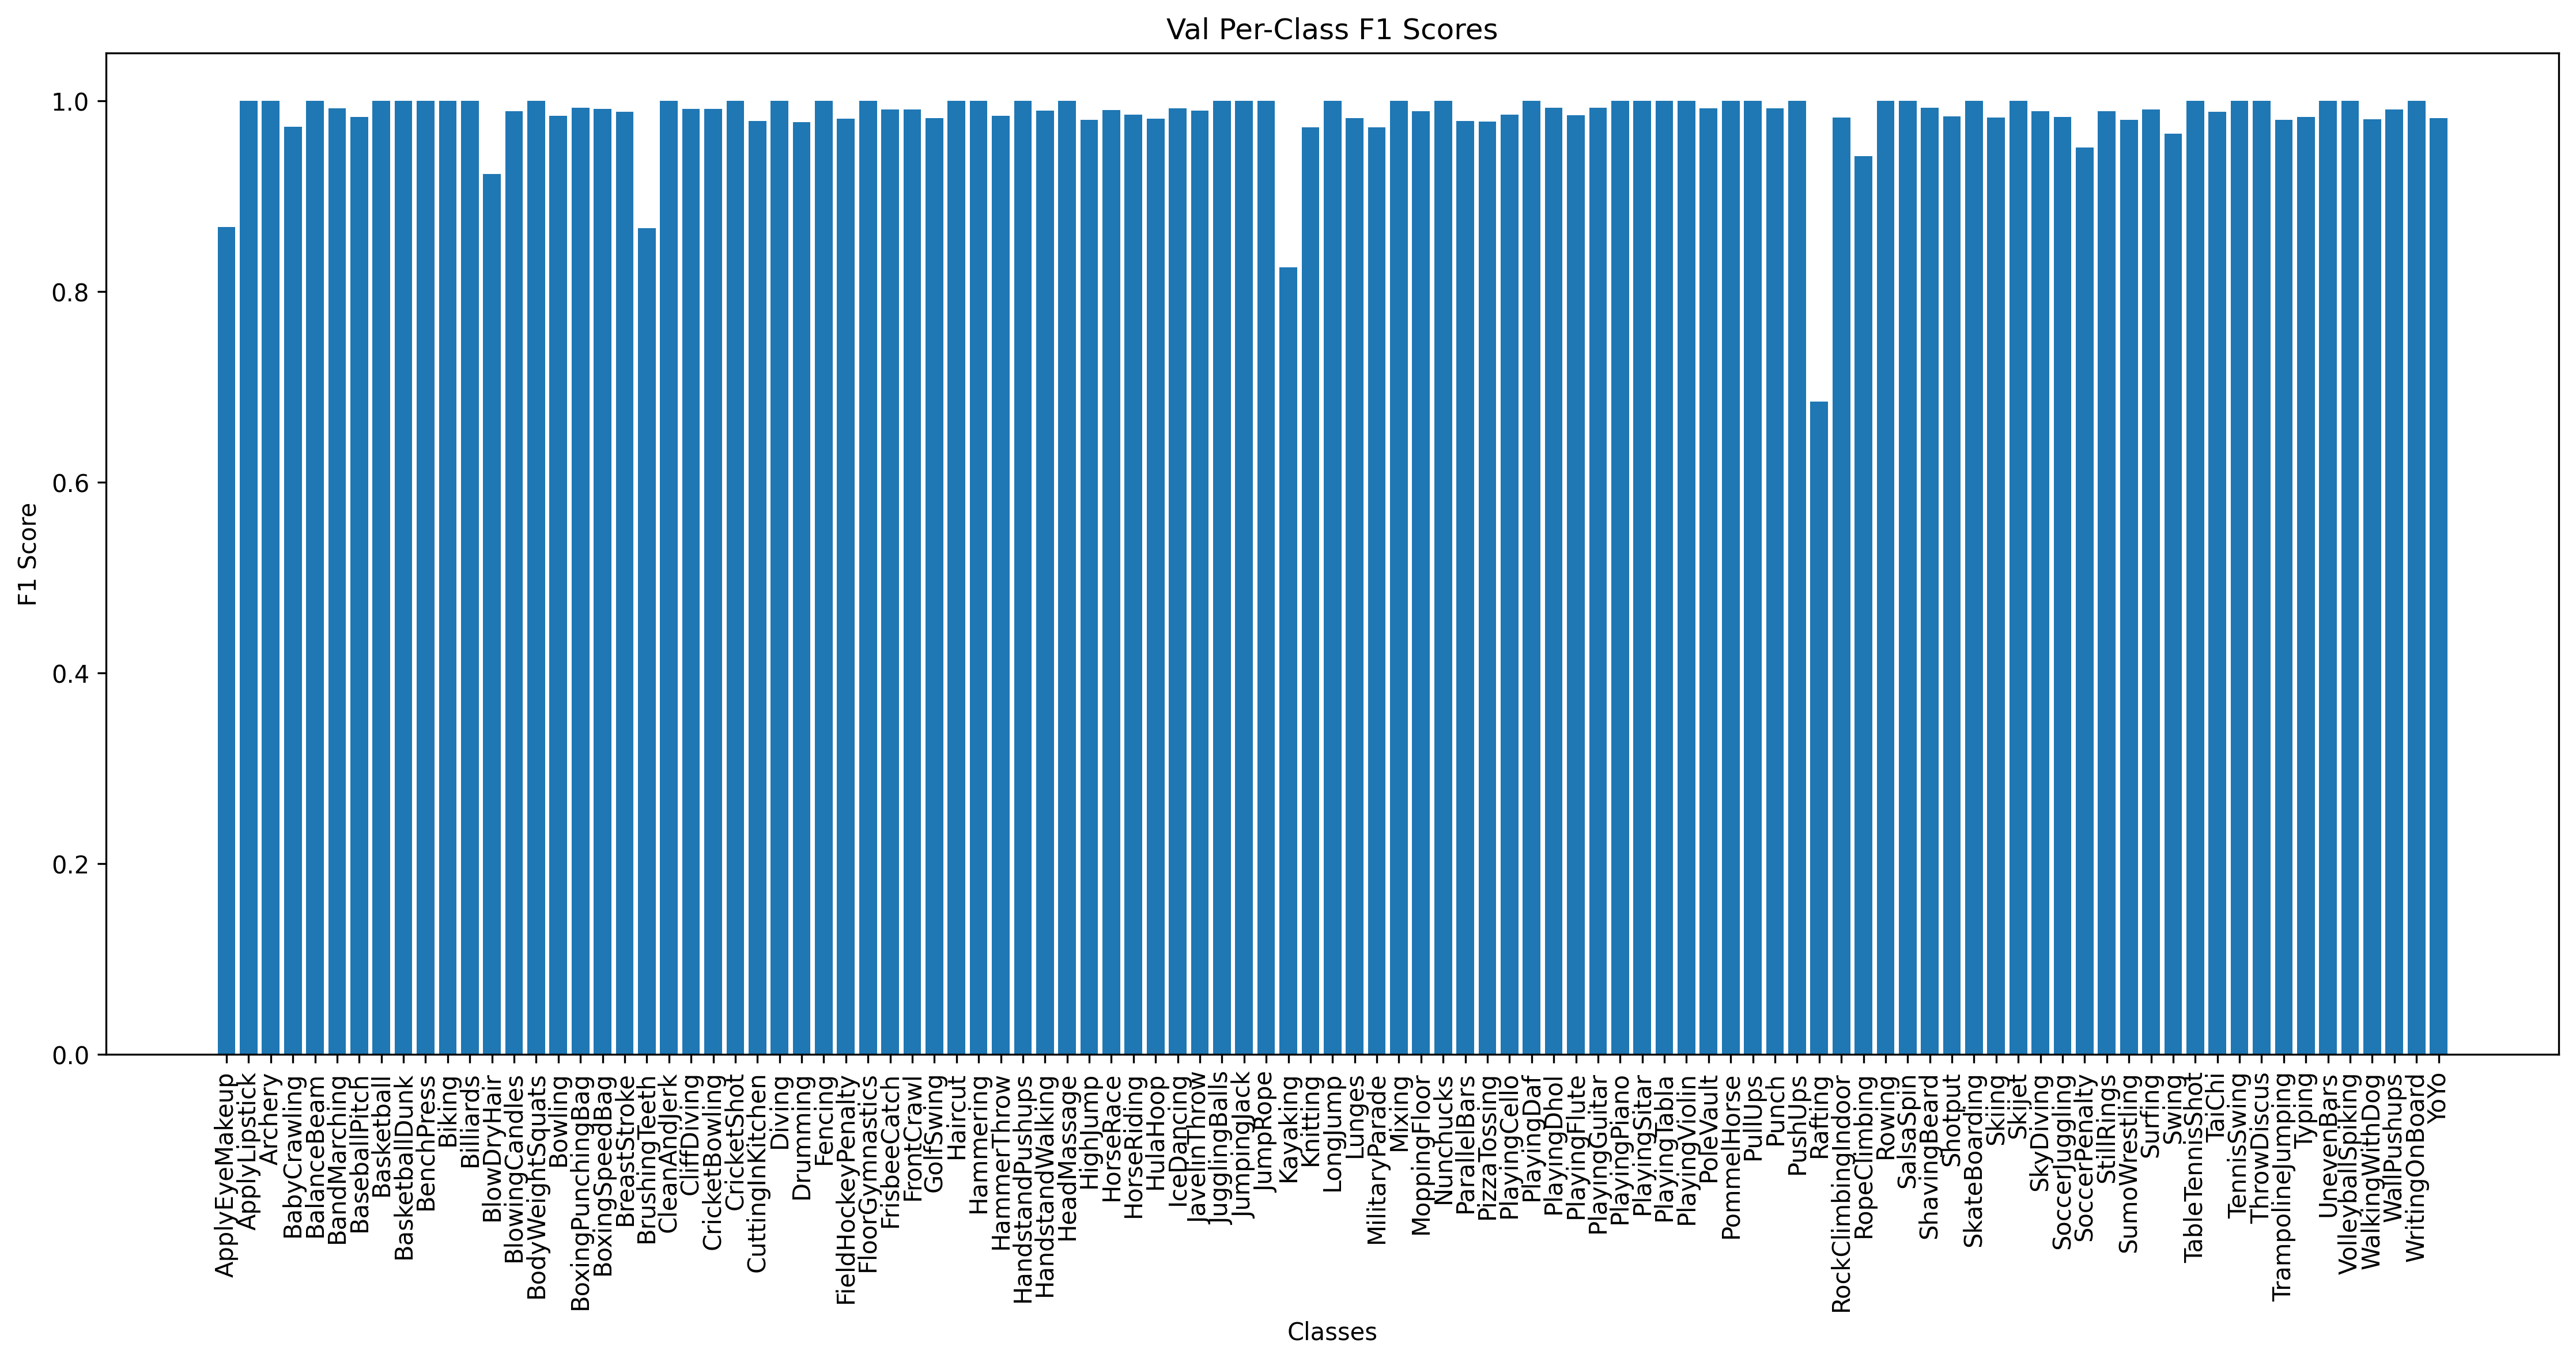 Val Per-Class F1 Scores
1.0
0.8
0.6
0.4
0.2
0.0
F1 Score
ApplyEyeMakeup
ApplyLipstick
Archery
BabyCrawling
BalanceBeam
BandMarching
BaseballPitch
Basketball
BasketballDunk
BenchPress
Biking
Billiards
BlowDryHair
BlowingCandles
BodyWeightSquats
Bowling
BoxingPunchingBag
BoxingSpeedBag
BreastStroke
BrushingTeeth
CleanAndJerk
CliffDiving
CricketBowling
CricketShot
CuttingInKitchen
Diving
Drumming
Fencing
FieldHockeyPenalty
FloorGymnastics
FrisbeeCatch
FrontCrawl
GolfSwing
Haircut
Hammering
HammerThrow
HandstandPushups
HandstandWalking
HeadMassage
HighJump
HorseRace
HorseRiding
HulaHoop
IceDancing
JavelinThrow
JugglingBalls
JumpingJack
JumpRope
Kayaking
Knitting
LongJump
Lunges
MilitaryParade
Mixing
MoppingFloor
Nunchucks
ParallelBars
PizzaTossing
PlayingCello
PlayingDaf
PlayingDhol
PlayingFlute
PlayingGuitar
PlayingPiano
PlayingSitar
PlayingTabla
PlayingViolin
PoleVault
PommelHorse
PullUps
Punch
PushUps
Rafting
RockClimbingIndoor
RopeClimbing
Rowing
SalsaSpin
ShavingBeard
Shotput
SkateBoarding
Skiing
Skijet
SkyDiving
SoccerJuggling
SoccerPenalty
StillRings
SumoWrestling
Surfing
Swing
TableTennisShot
TaiChi
TennisSwing
ThrowDiscus
TrampolineJumping
Typing
UnevenBars
VolleyballSpiking
WalkingWithDog
WallPushups
WritingOnBoard
YoYo
Classes